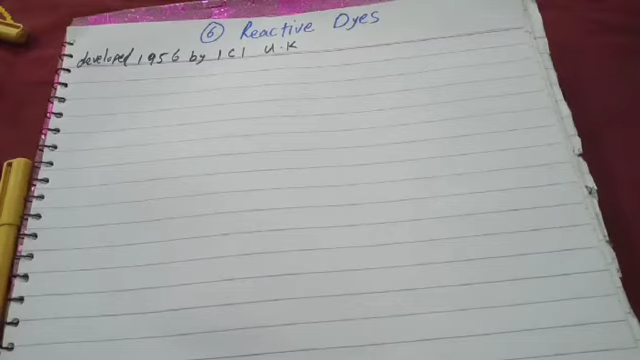 ⑥ Reactive Dyes
developed 1956 by ICI U.K